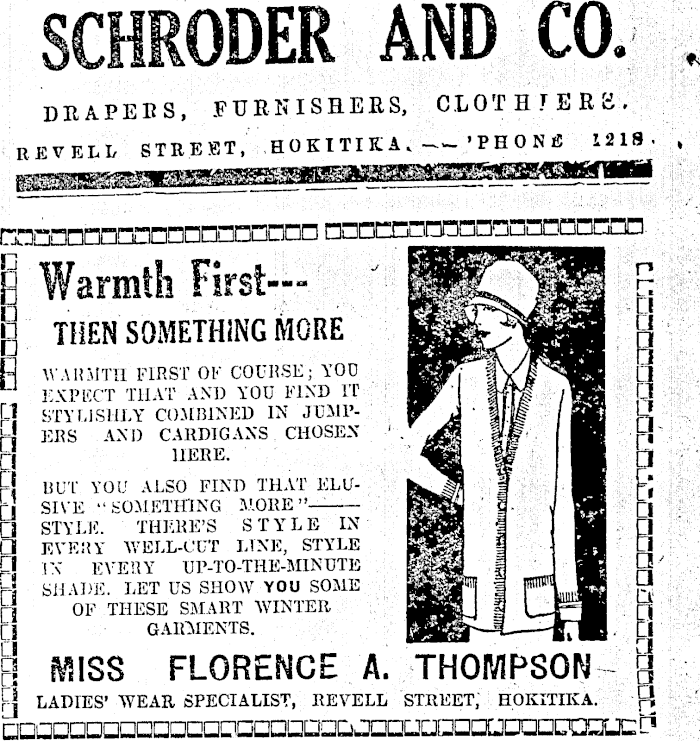 SCHRODER AND CO.
DRAPERS, FURNISHERS, CLOTHIERS.
REVELL STREET, HOKITIKA.—'PHONE 1218.
Warmth First---
THEN SOMETHING MORE
WARMTH FIRST OF COURSE; YOU
EXPECT THAT AND YOU FIND IT
STYLISHLY COMBINED IN JUMP-
ERS AND CARDIGANS CHOSEN
HERE.
BUT YOU ALSO FIND THAT ELU-
SIVE "SOMETHING MORE"——
STYLE. THERE'S STYLE IN
EVERY WELL-CUT LINE, STYLE
IN EVERY UP-TO-THE-MINUTE
SHADE. LET US SHOW YOU SOME
OF THESE SMART WINTER
GARMENTS.
MISS FLORENCE A. THOMPSON
LADIES' WEAR SPECIALIST, REVELL STREET, HOKITIKA.